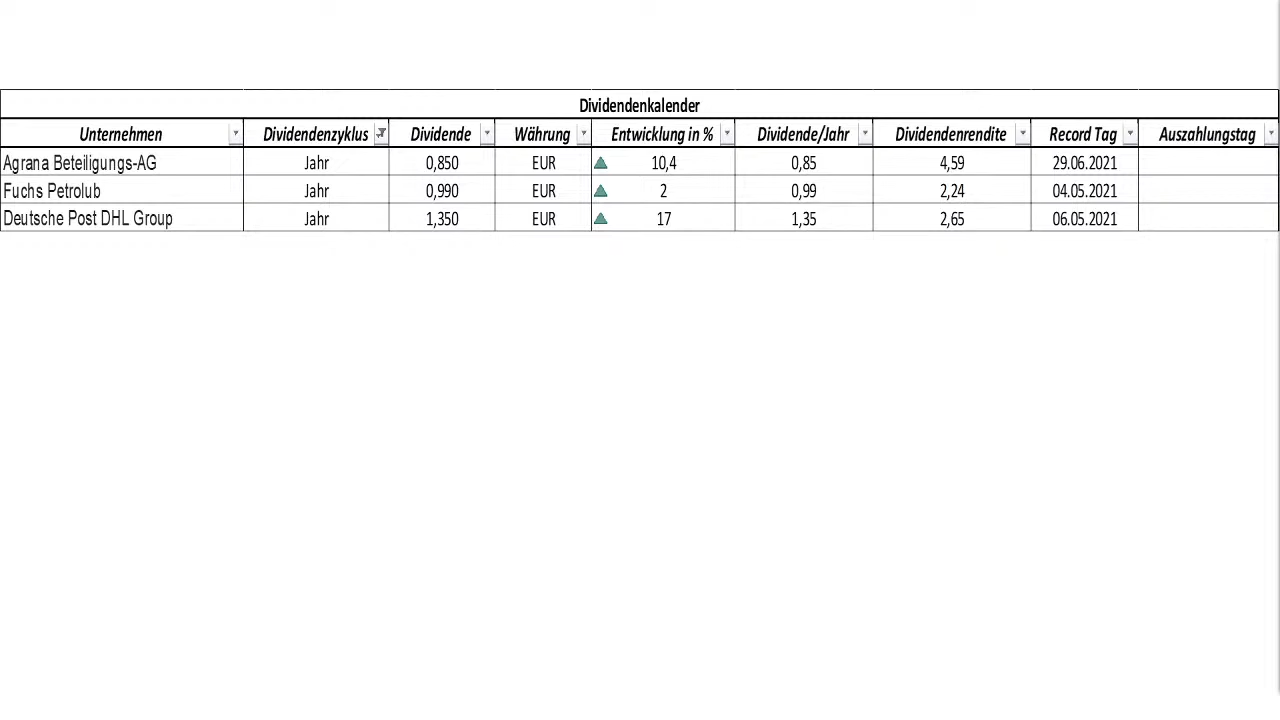 Dividendenkalender
Unternehmen Dividendenzyklus Dividende Währung Entwicklung in % Dividende/Jahr Dividendenrendite Record Tag Auszahlungstag
Agrana Beteiligungs-AG Jahr 0,850 EUR 10,4 0,85 4,59 29.06.2021
Fuchs Petrolub Jahr 0,990 EUR 2 0,99 2,24 04.05.2021
Deutsche Post DHL Group Jahr 1,350 EUR 17 1,35 2,65 06.05.2021